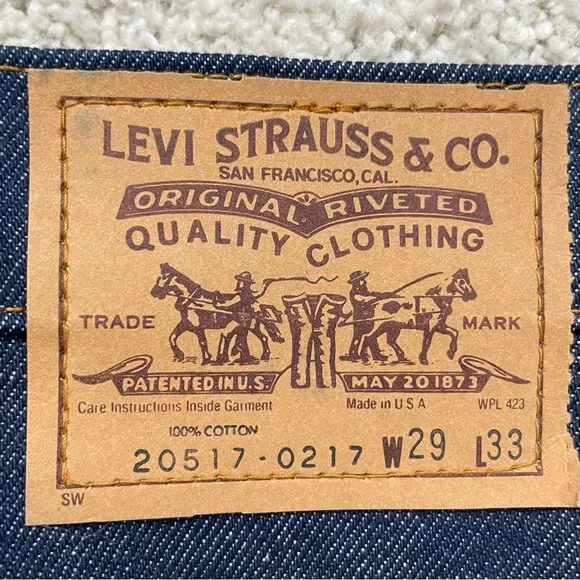 LEVI STRAUSS & CO.
SAN FRANCISCO, CAL.
ORIGINAL RIVETED
QUALITY CLOTHING
TRADE MARK
PATENTED IN U.S. MAY 20 1873
Care Instructions Inside Garment Made in U S A WPL 423
100% COTTON
20517-0217 W29 L33
SW